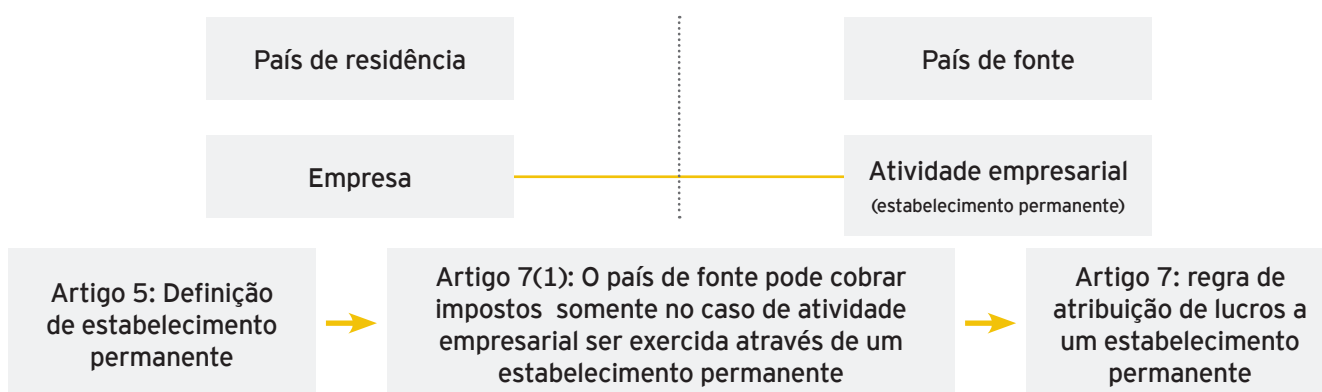 País de residência
País de fonte
Empresa
Atividade empresarial
(estabelecimento permanente)
Artigo 5: Definição
de estabelecimento
permanente
Artigo 7(1): O país de fonte pode cobrar
impostos somente no caso de atividade
empresarial ser exercida através de um
estabelecimento permanente
Artigo 7: regra de
atribuição de lucros a
um estabelecimento
permanente